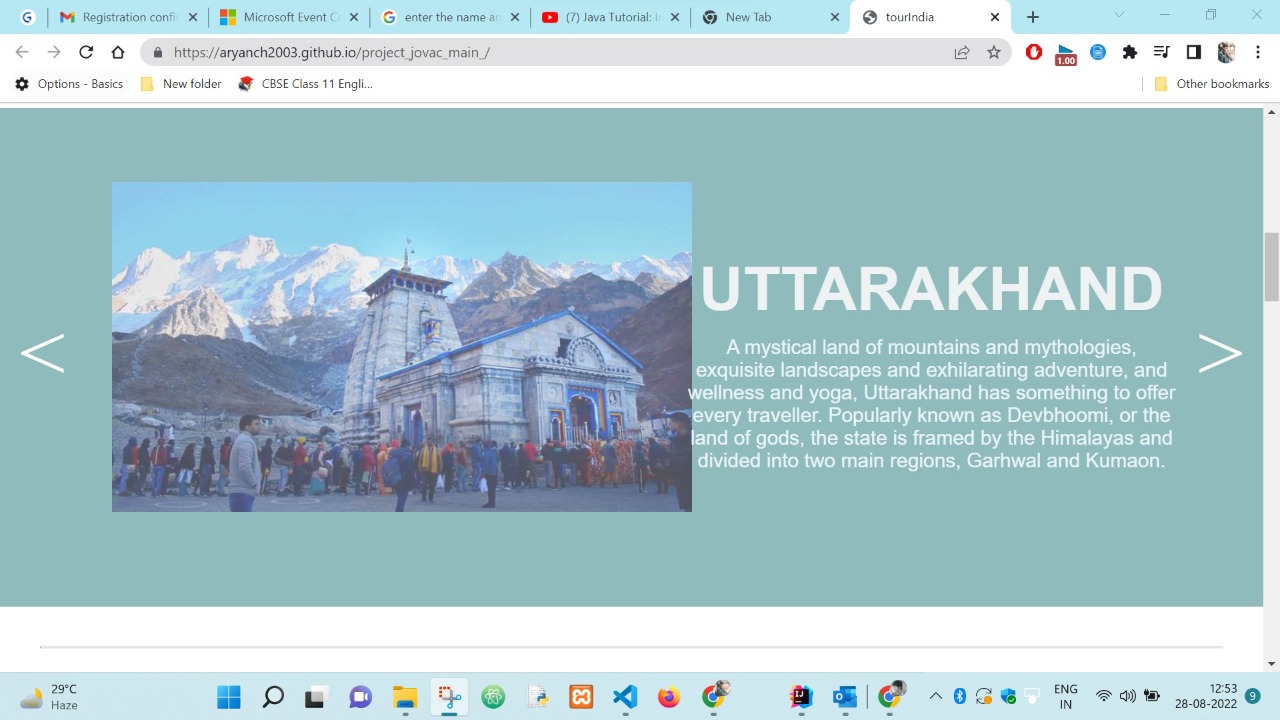 Registration confi
Microsoft Event C
enter the name an
(7) Java Tutorial: I
New Tab
tourIndia
https://aryanch2003.github.io/project_jovac_main_/
1.00
Options - Basics
New folder
CBSE Class 11 Engli...
Other bookmarks
<
UTTARAKHAND
A mystical land of mountains and mythologies,
exquisite landscapes and exhilarating adventure, and
wellness and yoga, Uttarakhand has something to offer
every traveller. Popularly known as Devbhoomi, or the
land of gods, the state is framed by the Himalayas and
divided into two main regions, Garhwal and Kumaon.
>
29°C
Haze
ENG
IN
12:53
28-08-2022
9